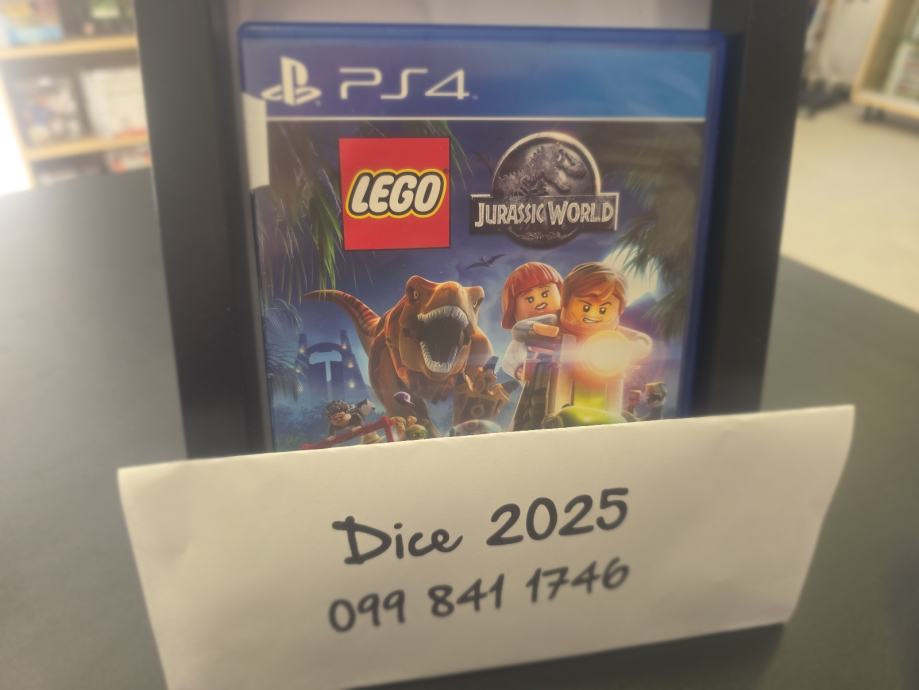 PS4
LEGO
JURASSIC WORLD
Dice 2025
099 841 1746